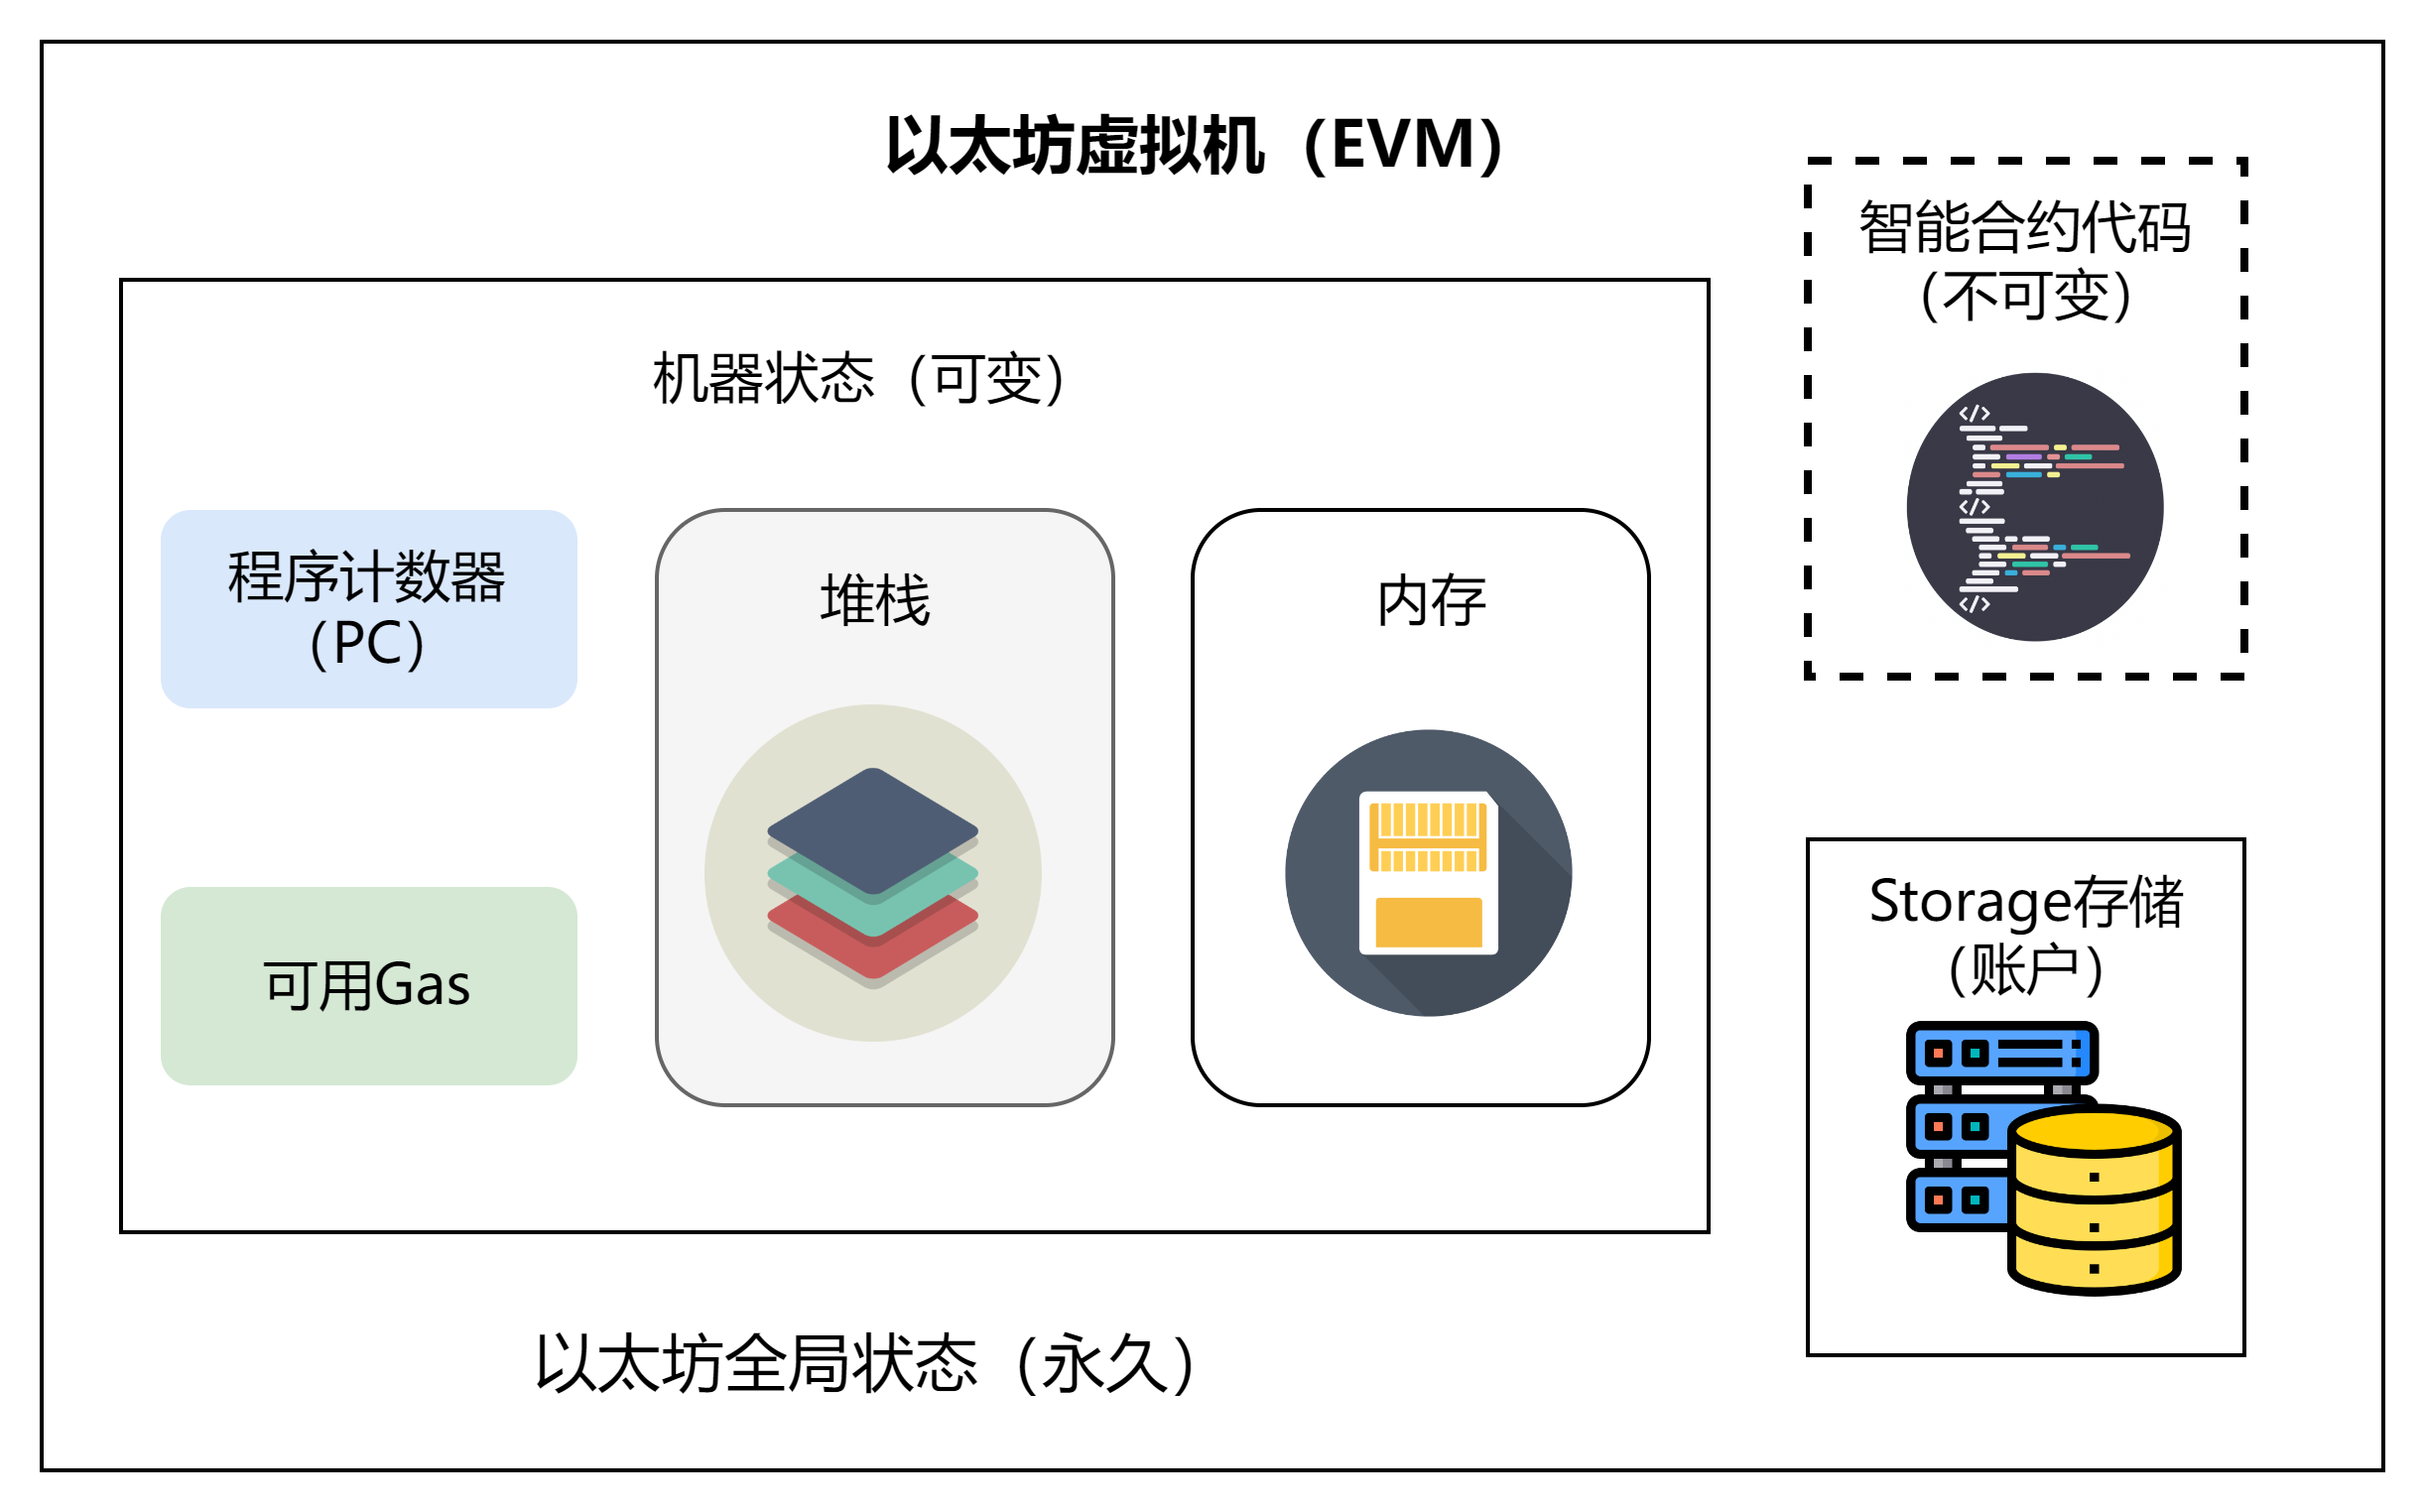 以太坊虚拟机（EVM）
智能合约代码
（不可变）
机器状态（可变）
程序计数器
（PC）
堆栈
内存
可用Gas
Storage存储
（账户）
以太坊全局状态（永久）